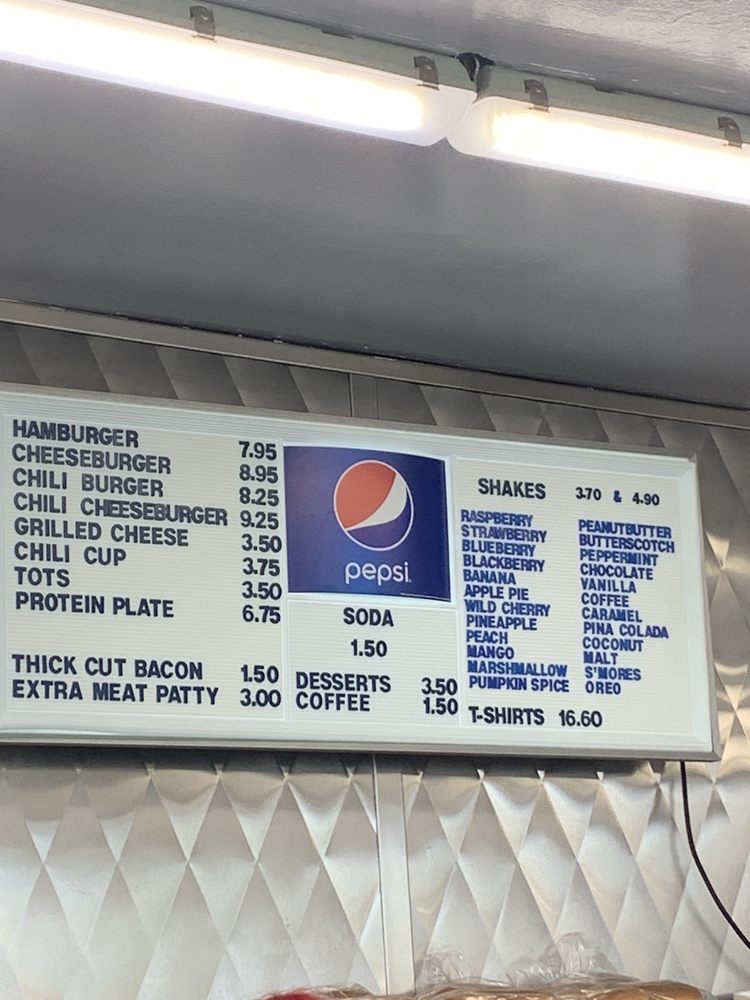 HAMBURGER 7.95
CHEESEBURGER 8.95
CHILI BURGER 8.25
CHILI CHEESEBURGER 9.25
GRILLED CHEESE 3.50
CHILI CUP 3.75
TOTS 3.50
PROTEIN PLATE 6.75
THICK CUT BACON 1.50
EXTRA MEAT PATTY 3.00
pepsi
SODA
1.50
DESSERTS 3.50
COFFEE 1.50
SHAKES 3.70 & 4.90
RASPBERRY
STRAWBERRY
BLUEBERRY
BLACKBERRY
BANANA
APPLE PIE
WILD CHERRY
PINEAPPLE
PEACH
MANGO
MARSHMALLOW
PUMPKIN SPICE
PEANUTBUTTER
BUTTERSCOTCH
PEPPERMINT
CHOCOLATE
VANILLA
COFFEE
CARAMEL
PINA COLADA
COCONUT
MALT
S'MORES
OREO
T-SHIRTS 16.60